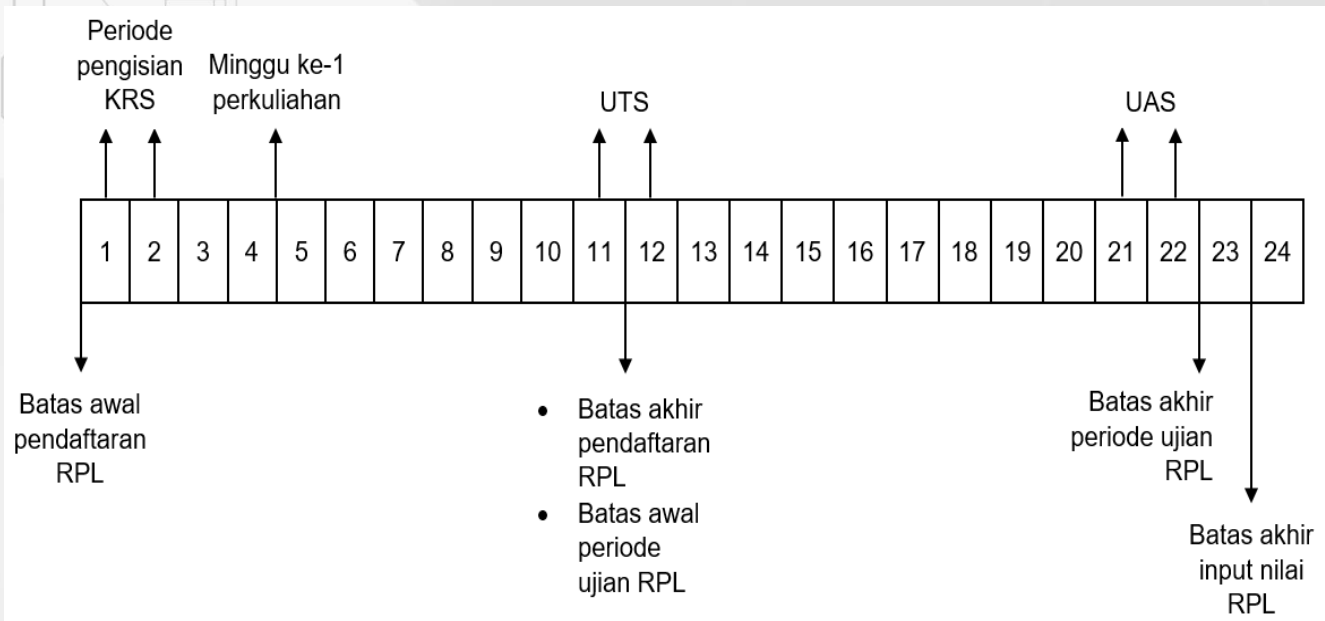 Periode
pengisian
KRS
Minggu ke-1
perkuliahan
UTS
UAS
1 2 3 4 5 6 7 8 9 10 11 12 13 14 15 16 17 18 19 20 21 22 23 24
Batas awal
pendaftaran
RPL
• Batas akhir
pendaftaran
RPL
• Batas awal
periode
ujian RPL
Batas akhir
periode ujian
RPL
Batas akhir
input nilai
RPL